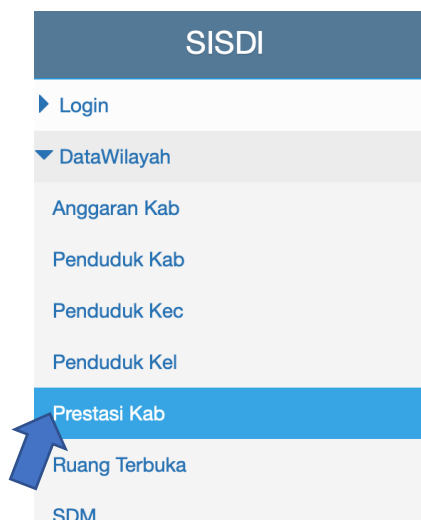 SISDI
Login
DataWilayah
Anggaran Kab
Penduduk Kab
Penduduk Kec
Penduduk Kel
Prestasi Kab
Ruang Terbuka
SDM